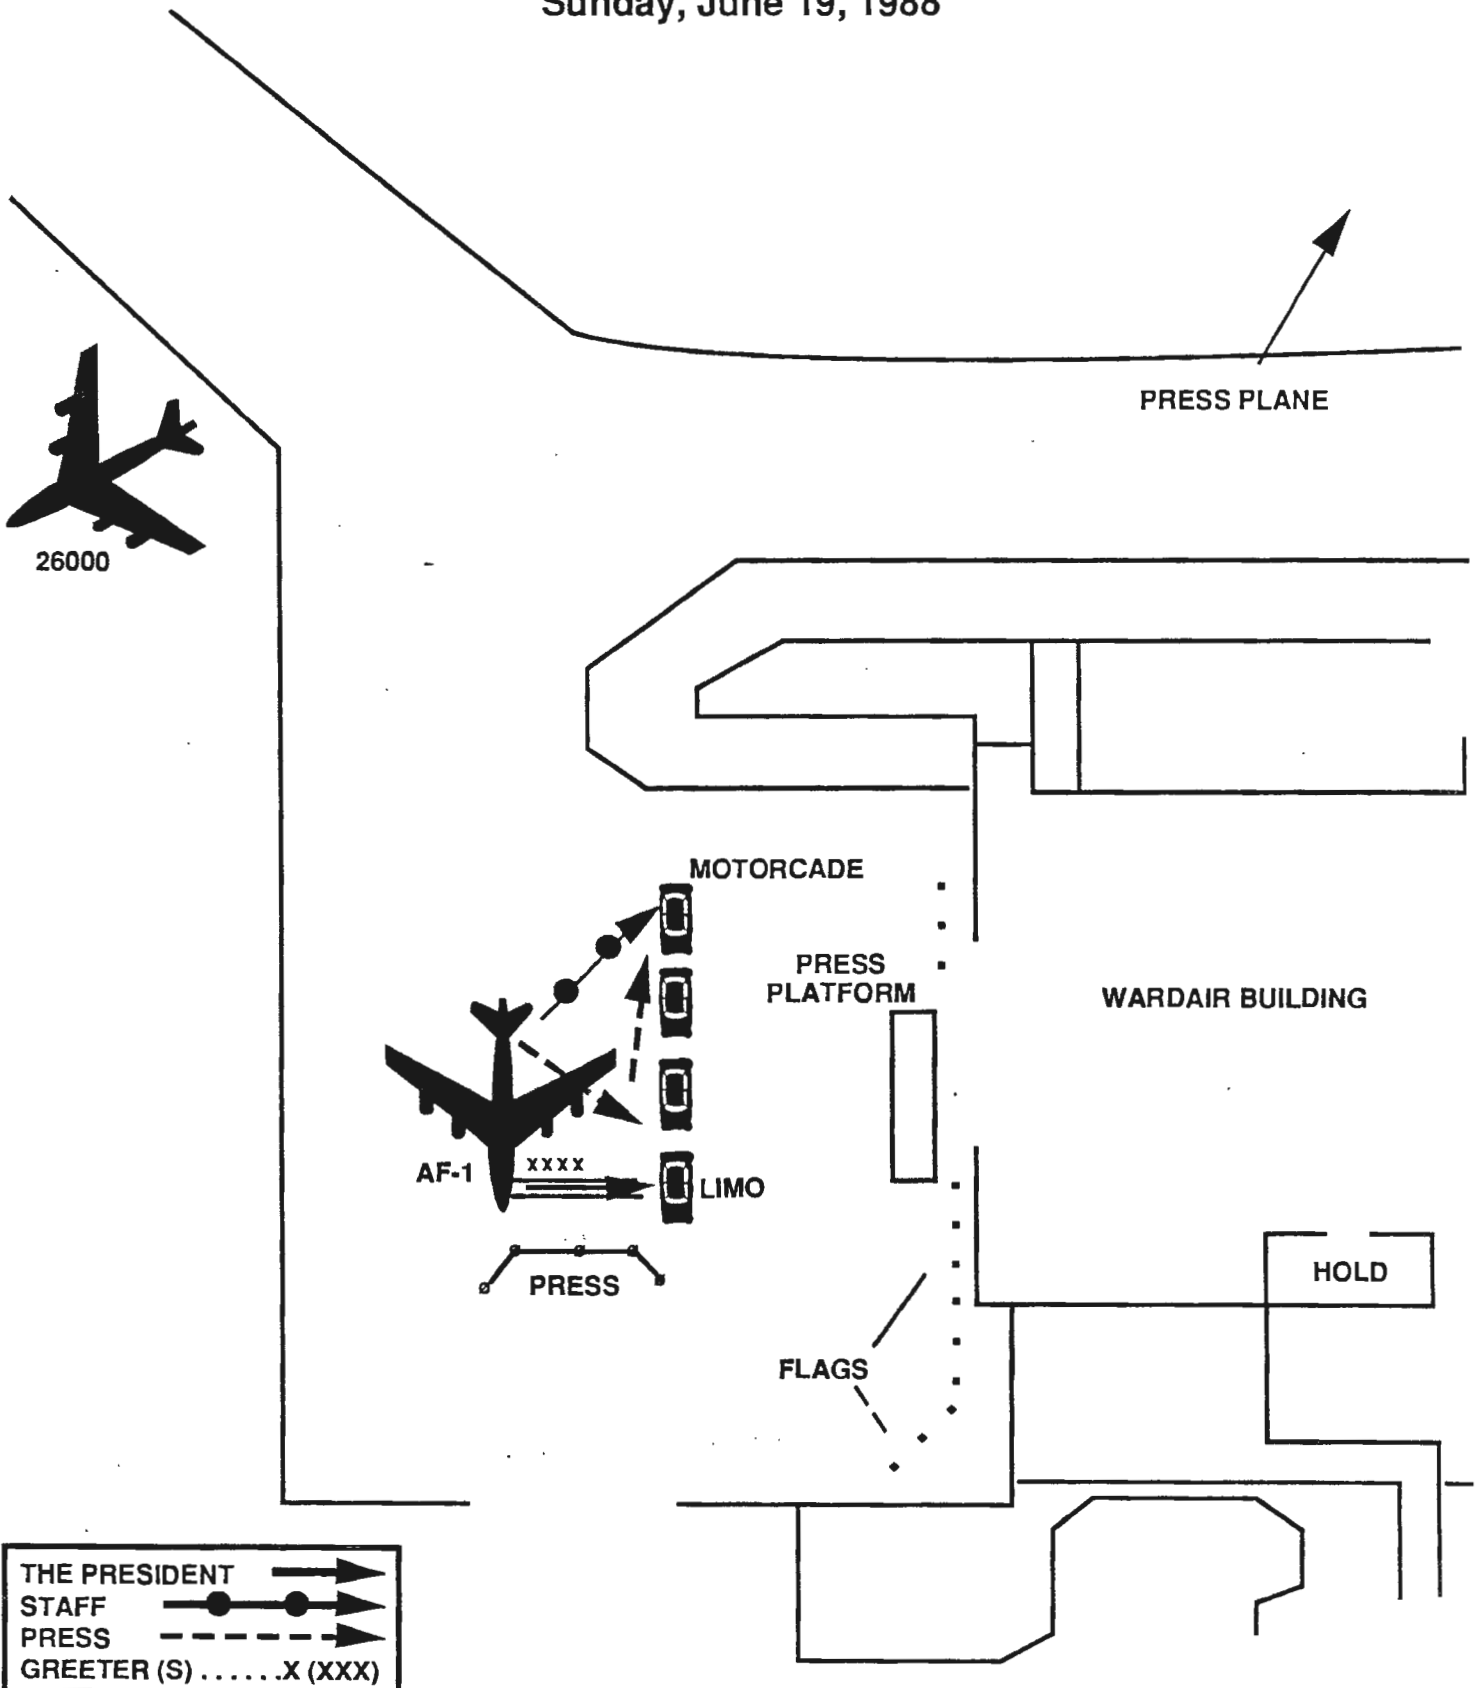 Sunday, June 19, 1988
PRESS PLANE
26000
MOTORCADE
PRESS
PLATFORM
WARDAIR BUILDING
AF-1
xxxx
LIMO
PRESS
HOLD
FLAGS
THE PRESIDENT
STAFF
PRESS
GREETER (S) ......X (XXX)